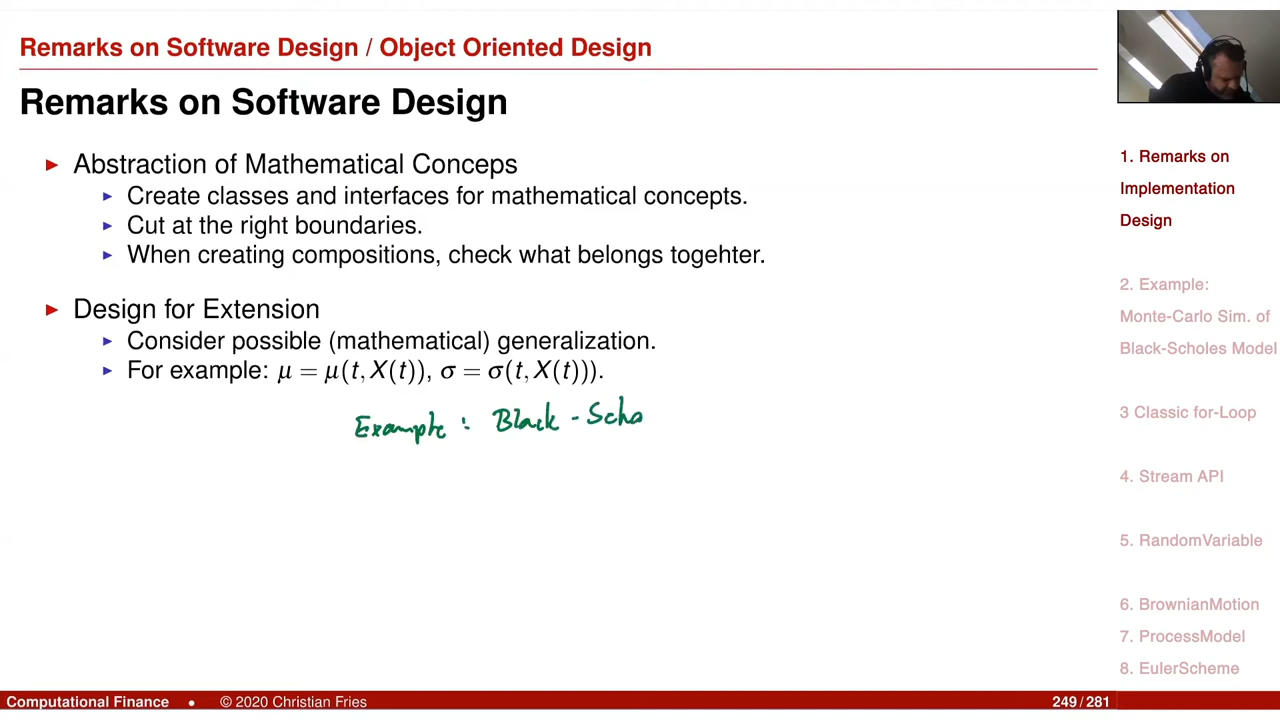 Remarks on Software Design / Object Oriented Design
Remarks on Software Design
► Abstraction of Mathematical Conceps
► Create classes and interfaces for mathematical concepts.
► Cut at the right boundaries.
► When creating compositions, check what belongs togehter.
► Design for Extension
► Consider possible (mathematical) generalization.
► For example: μ = μ(t, X(t)), σ = σ(t, X(t))).
Example : Black - Scho
1. Remarks on
Implementation
Design
2. Example:
Monte-Carlo Sim. of
Black-Scholes Model
3 Classic for-Loop
4. Stream API
5. RandomVariable
6. BrownianMotion
7. ProcessModel
8. EulerScheme
Computational Finance • © 2020 Christian Fries 249 / 281